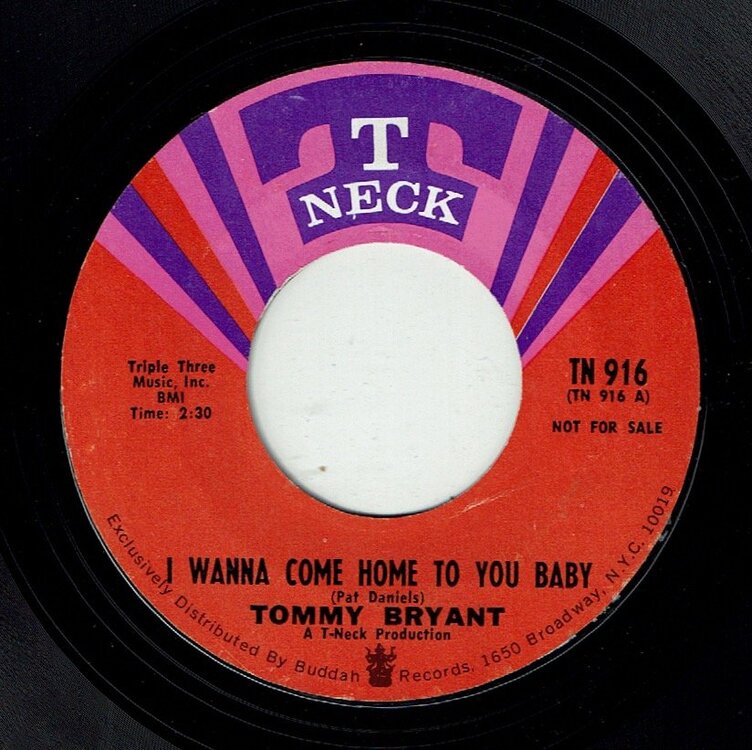 T
NECK
Triple Three
Music, Inc.
BMI
Time: 2:30
TN 916
(TN 916 A)
NOT FOR SALE
I WANNA COME HOME TO YOU BABY
(Pat Daniels)
TOMMY BRYANT
A T-Neck Production
Exclusively Distributed By Buddah Records, 1650 Broadway, N.Y.C. 10019